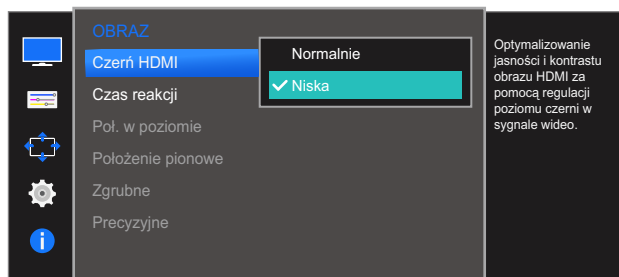 OBRAZ
Czerń HDMI
Normalnie
Niska
Czas reakcji
Poł. w poziomie
Położenie pionowe
Zgrubne
Precyzyjne
Optymalizowanie
jasności i kontrastu
obrazu HDMI za
pomocą regulacji
poziomu czerni w
sygnale wideo.